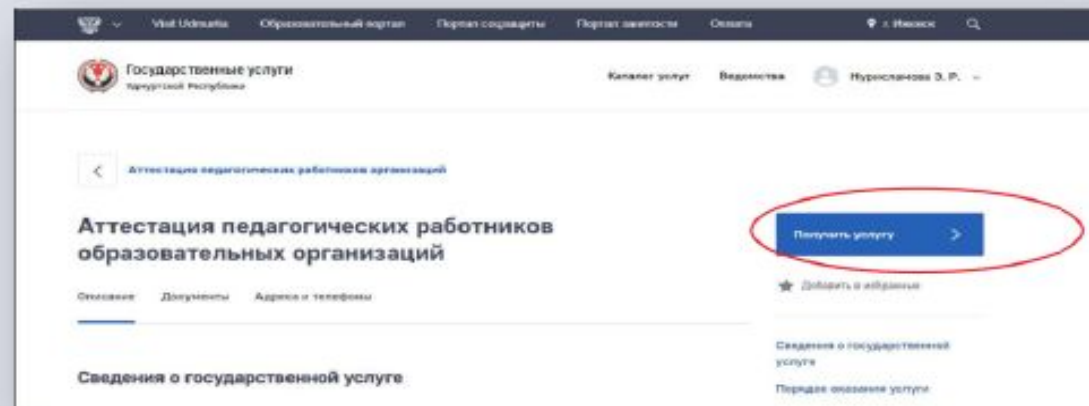 Visit Udmurtia Образовательный портал Портал соцзащиты Портал занятости Оплата г. Ижевск
Государственные услуги
Удмуртской Республики
Каталог услуг Ведомства Нурисламова Э. Р.
Аттестация педагогических работников организаций
Аттестация педагогических работников
образовательных организаций
Получить услугу
Добавить в избранные
Описание Документы Адреса и телефоны
Сведения о государственной
услуге
Порядок оказания услуги
Сведения о государственной услуге